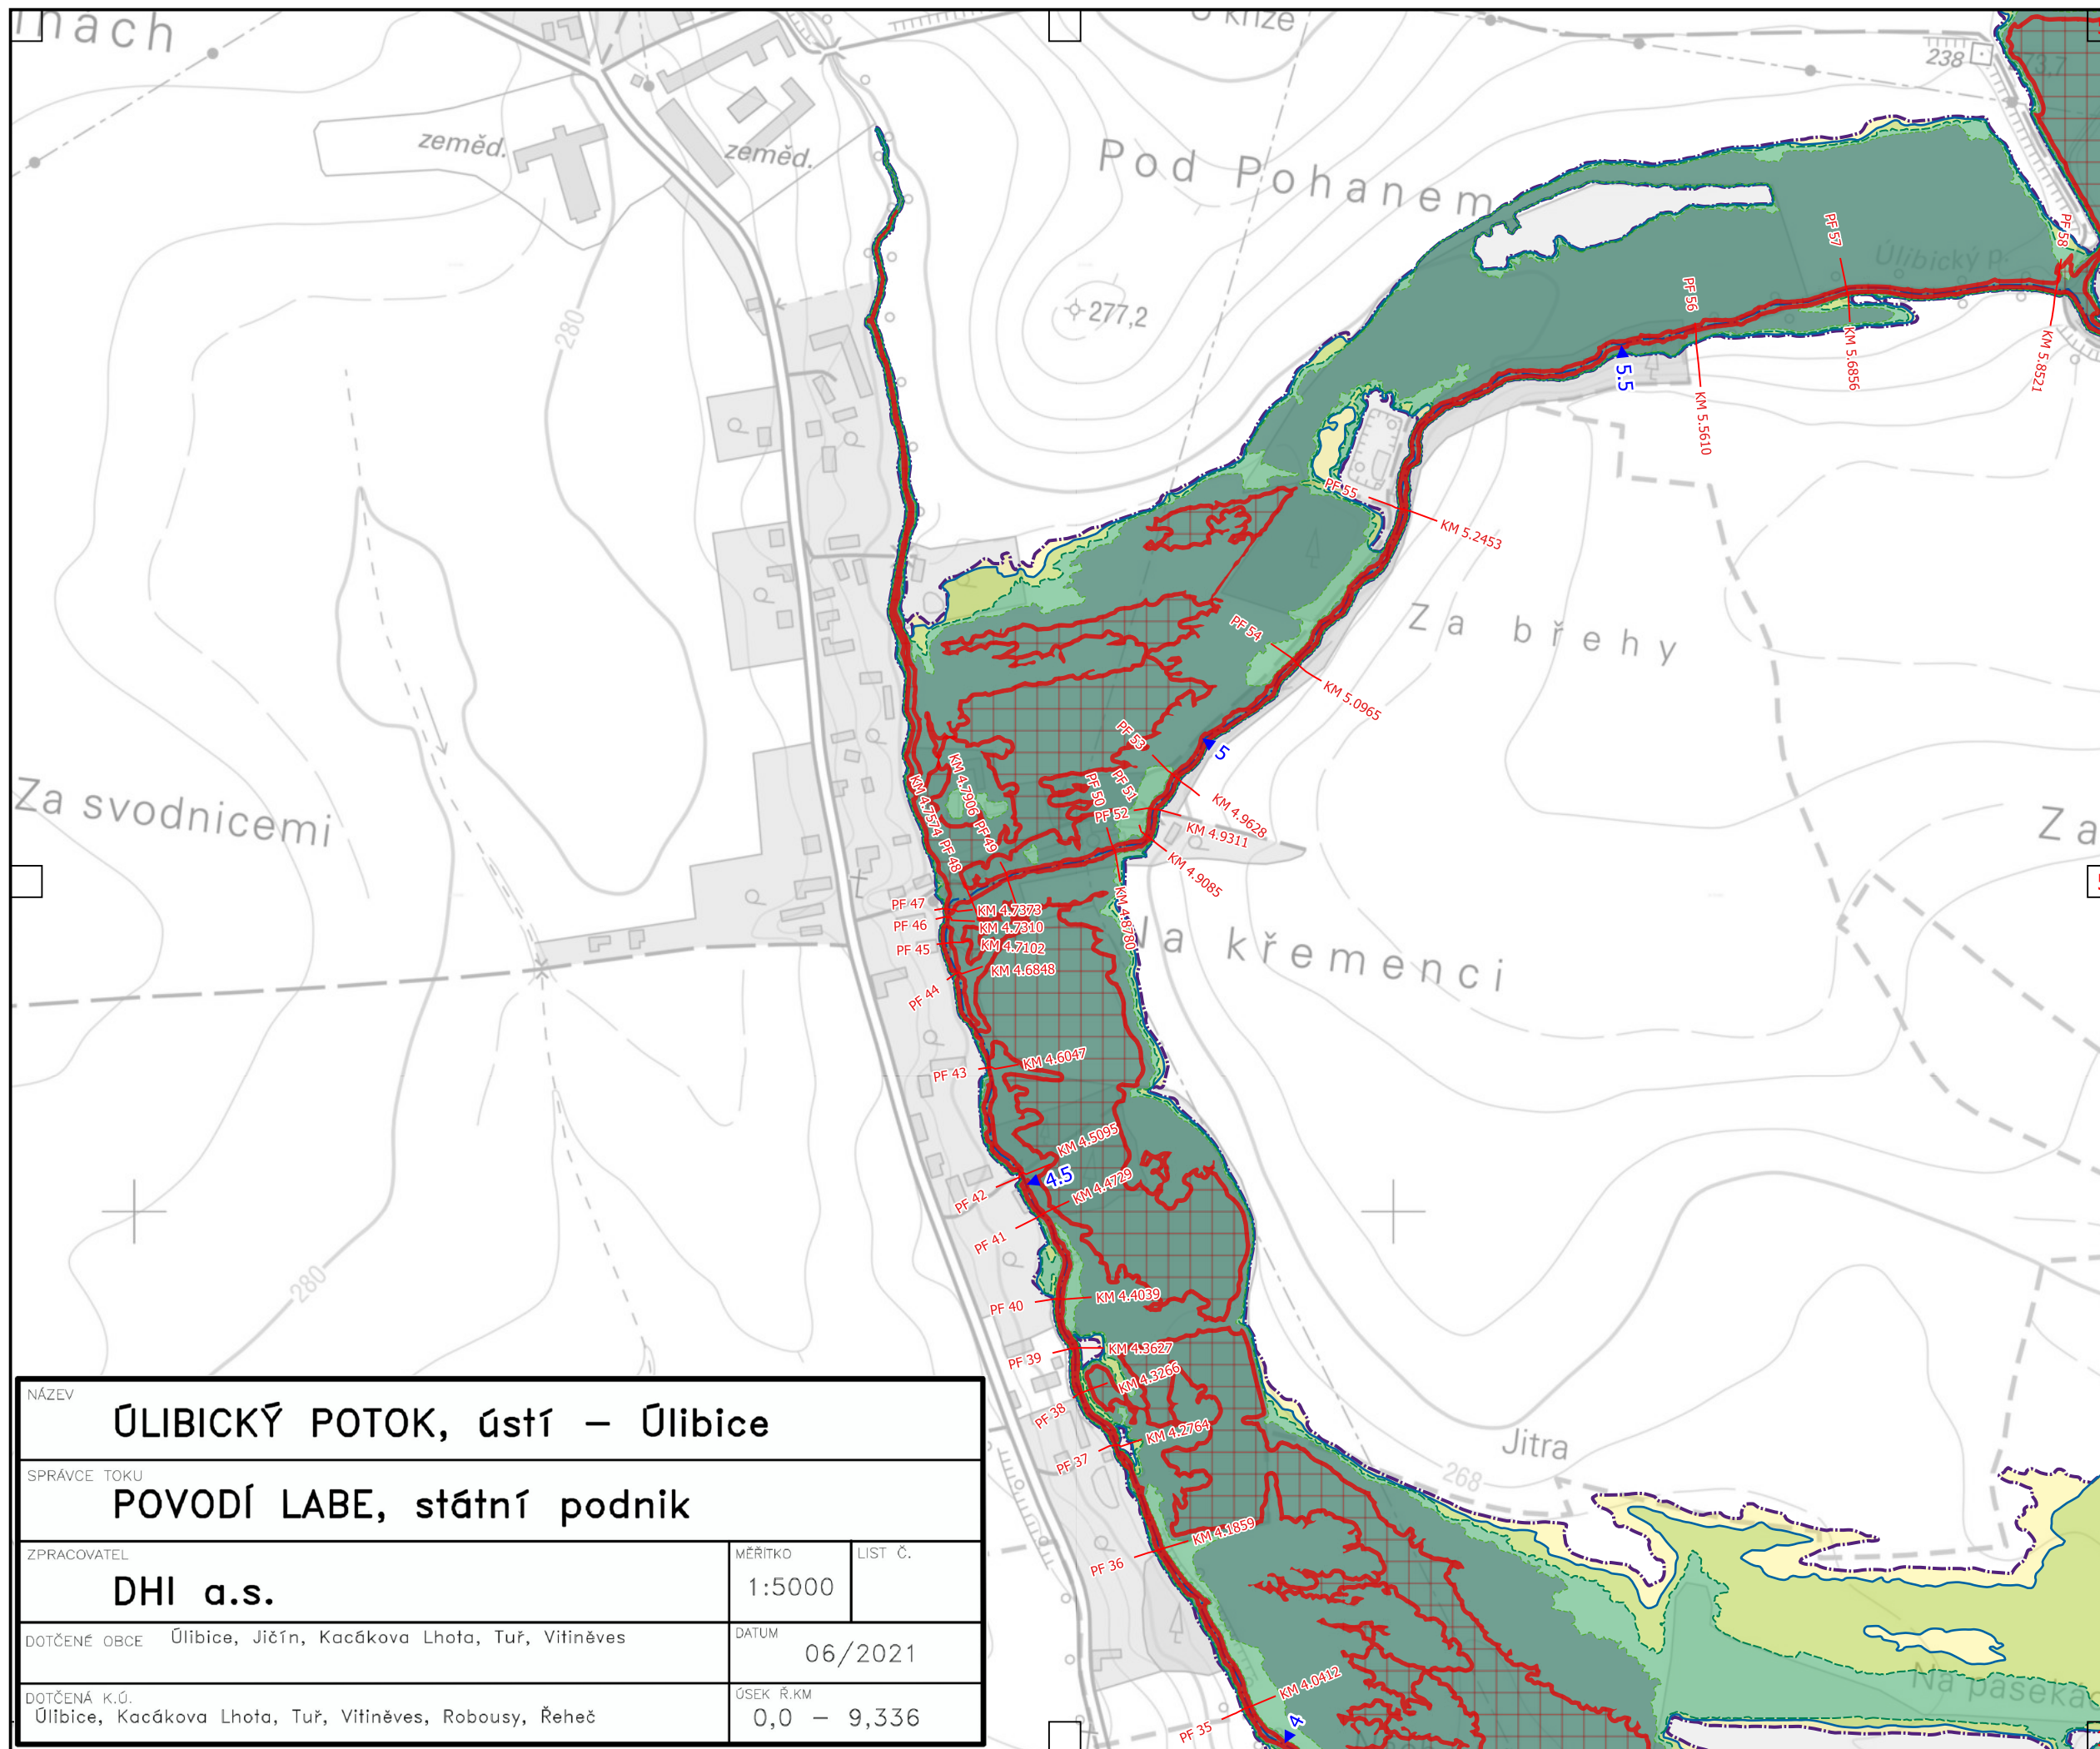 238
zeměd.
zeměd.
Pod Pohanem
277,2
280
Úlibický p.
PF 58
PF 57
PF 56
KM 5.8521
KM 5.6856
KM 5.5610
5.5
PF 55
KM 5.2453
Za břehy
PF 54
KM 5.0965
5
PF 53
KM 4.9628
PF 51
PF 50
PF 52
KM 4.9311
KM 4.9085
KM 4.8780
KM 4.7906
PF 49
KM 4.7574
PF 48
Za svodnicemi
Za
PF 47
KM 4.7373
PF 46
KM 4.7310
PF 45
KM 4.7102
PF 44
KM 4.6848
Na křemenci
PF 43
KM 4.6047
KM 4.5095
PF 42
4.5
KM 4.4729
PF 41
280
PF 40
KM 4.4039
PF 39
KM 4.3627
KM 4.3266
PF 38
KM 4.2764
PF 37
Jitra
268
KM 4.1859
PF 36
KM 4.0412
PF 35
4
NÁZEV
ÚLIBICKÝ POTOK, ústí – Úlibice
SPRÁVCE TOKU
POVODÍ LABE, státní podnik
ZPRACOVATEL
DHI a.s.
MĚŘÍTKO
1:5000
LIST Č.
DOTČENÉ OBCE Úlibice, Jičín, Kacákova Lhota, Tuř, Vitiněves
DATUM
06/2021
DOTČENÁ K.Ú.
Úlibice, Kacákova Lhota, Tuř, Vitiněves, Robousy, Řeheč
ÚSEK Ř.KM
0,0 – 9,336